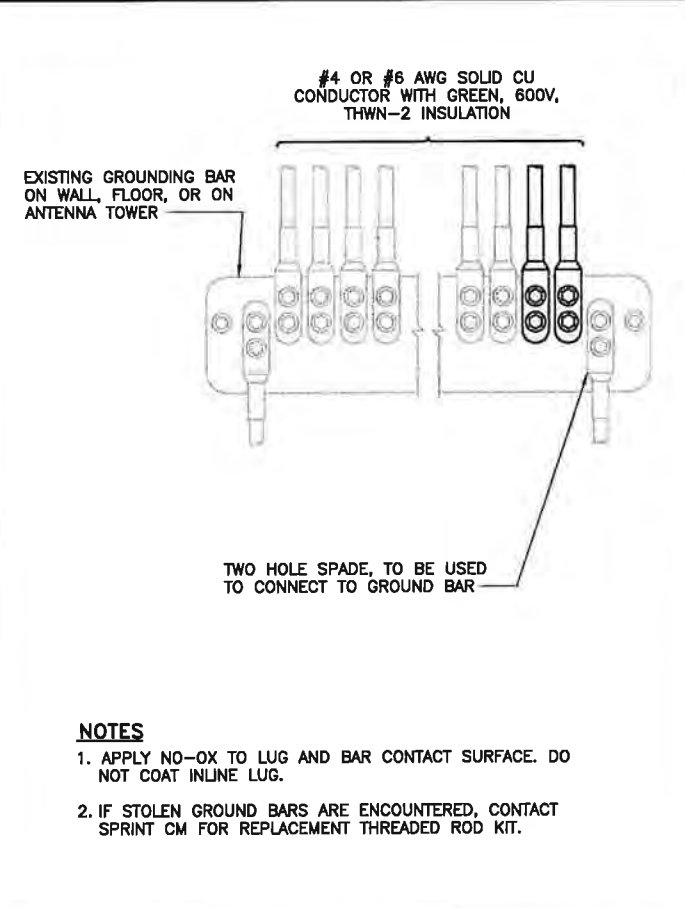 #4 OR #6 AWG SOLID CU
CONDUCTOR WITH GREEN, 600V,
THWN-2 INSULATION
EXISTING GROUNDING BAR
ON WALL, FLOOR, OR ON
ANTENNA TOWER
TWO HOLE SPADE, TO BE USED
TO CONNECT TO GROUND BAR
NOTES
1. APPLY NO-OX TO LUG AND BAR CONTACT SURFACE. DO
NOT COAT INLINE LUG.
2. IF STOLEN GROUND BARS ARE ENCOUNTERED, CONTACT
SPRINT CM FOR REPLACEMENT THREADED ROD KIT.